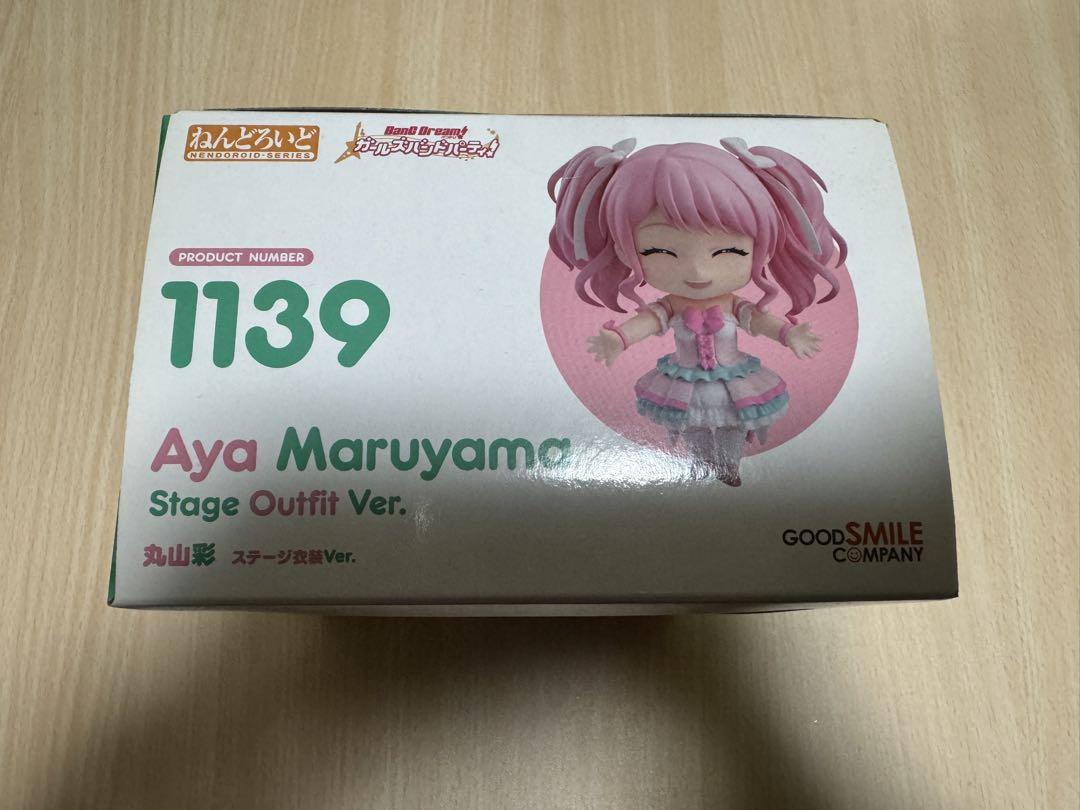 ねんどろいど
NENDOROID-SERIES
BanG Dream!
ガールズバンドパーティ!
PRODUCT NUMBER
1139
Aya Maruyama
Stage Outfit Ver.
丸山彩 ステージ衣装Ver.
GOOD SMILE
COMPANY